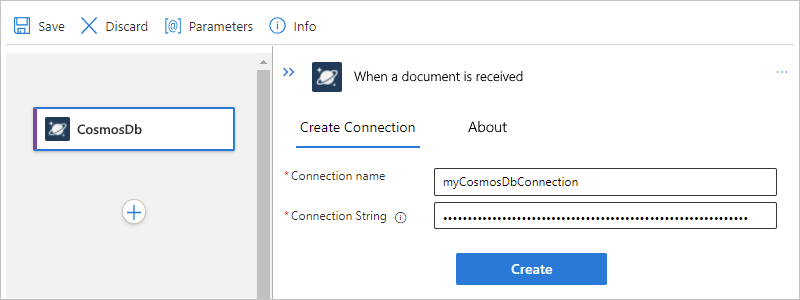 Save Discard [@] Parameters Info
When a document is received
CosmosDb
Create Connection About
*Connection name myCosmosDbConnection
*Connection String ••••••••••••••••••••••••••••••••••••••••••••••••••••••••••••••
Create